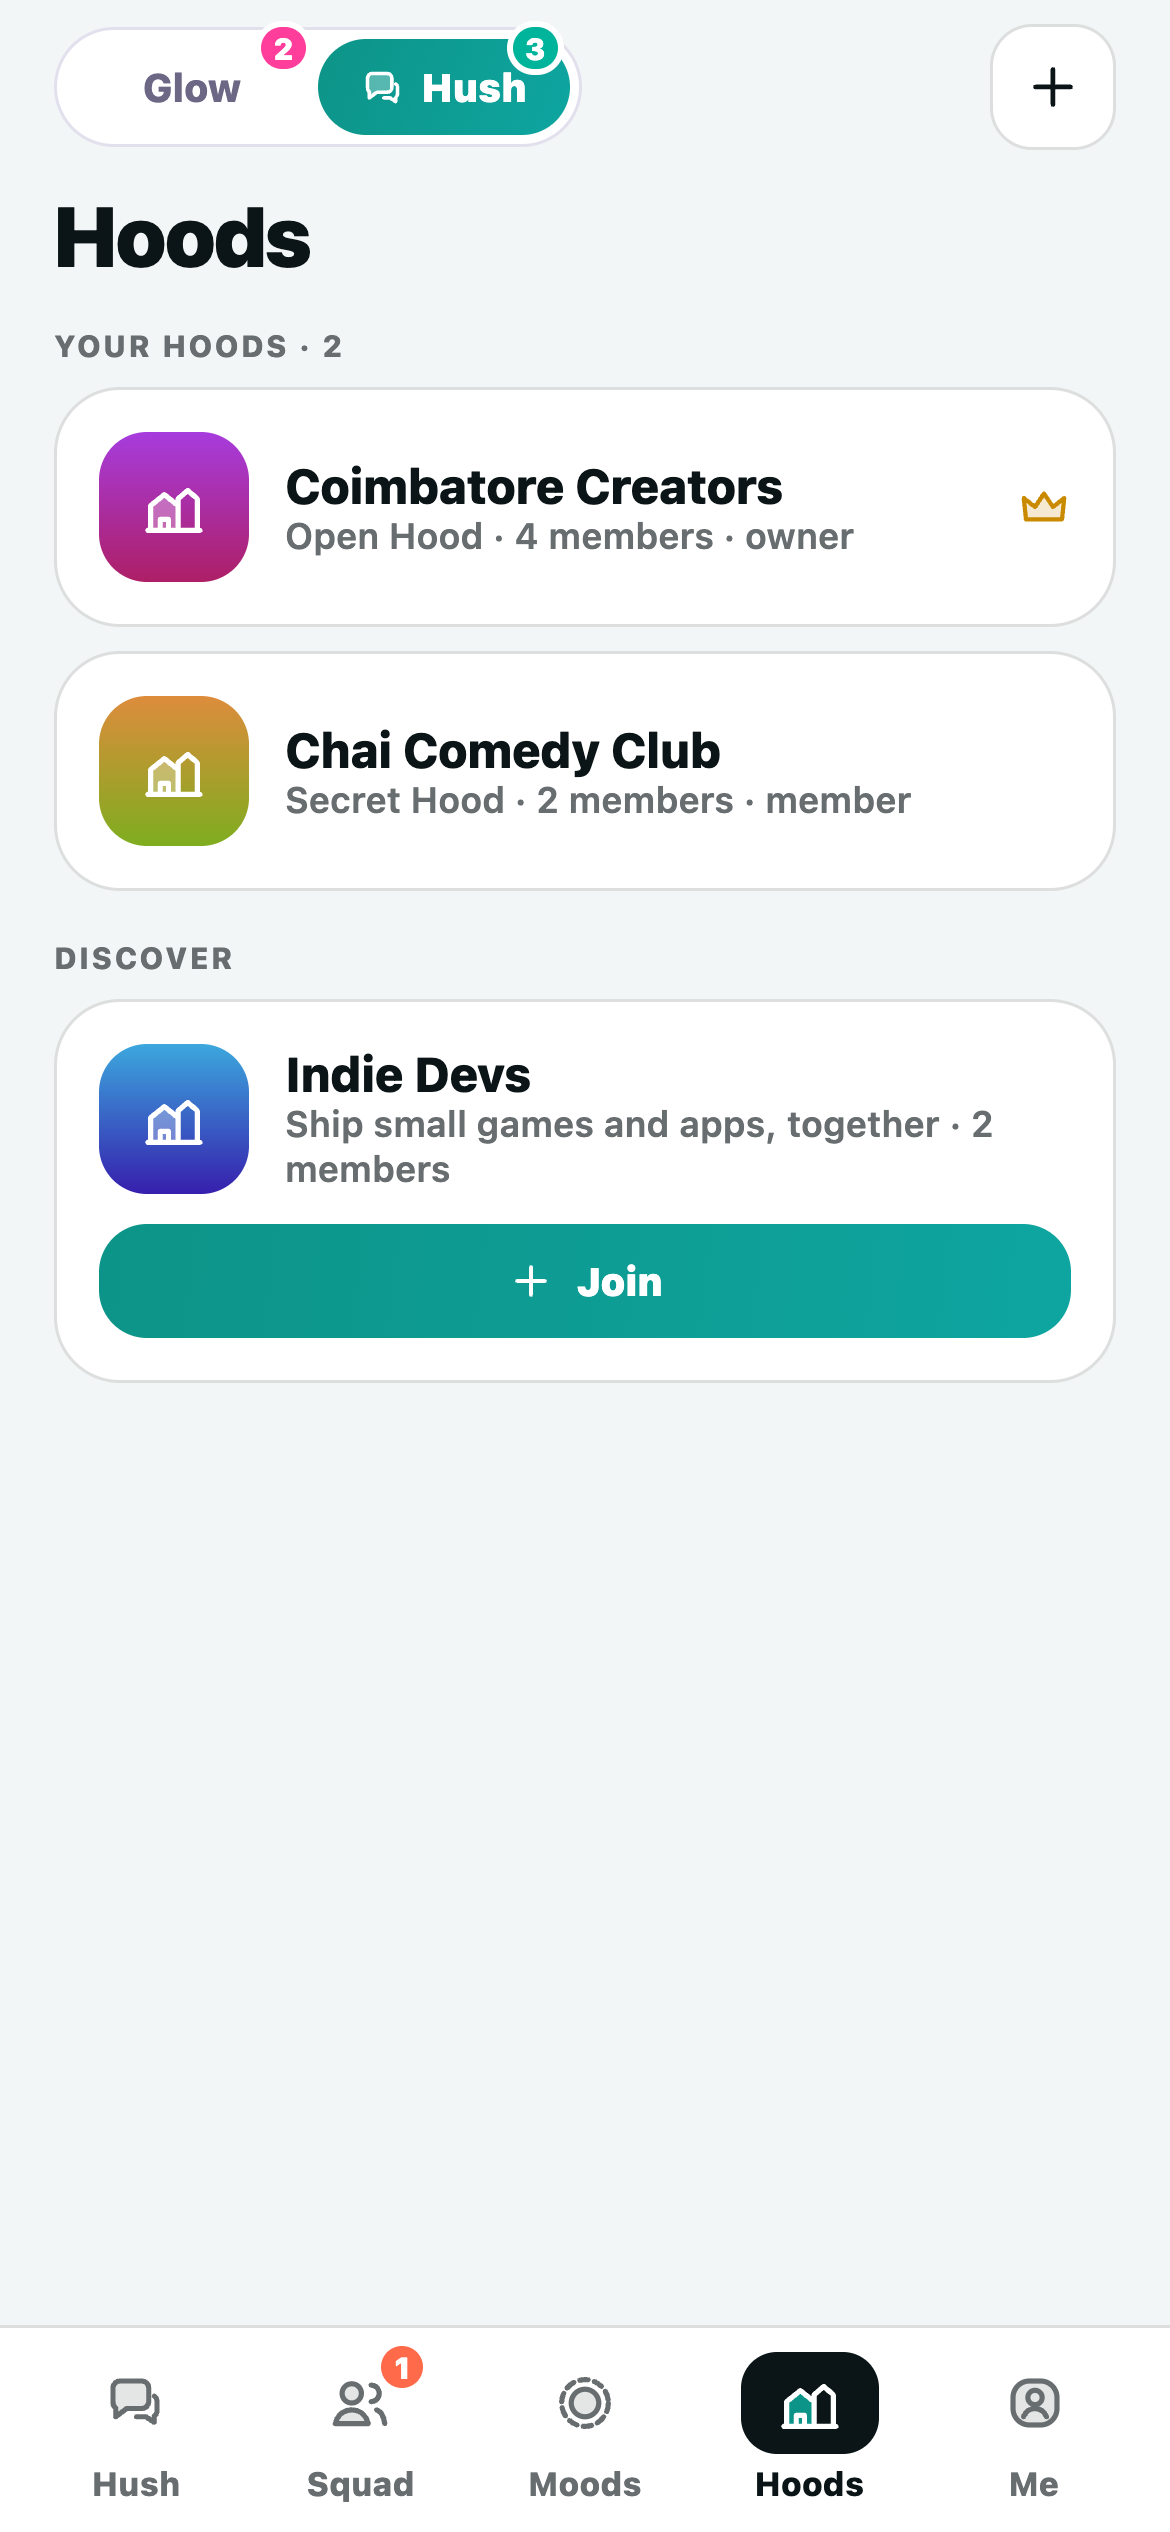 Glow
2
Hush
3
Hoods
YOUR HOODS · 2
Coimbatore Creators
Open Hood · 4 members · owner
Chai Comedy Club
Secret Hood · 2 members · member
DISCOVER
Indie Devs
Ship small games and apps, together · 2
members
Join
Hush
1
Squad
Moods
Hoods
Me